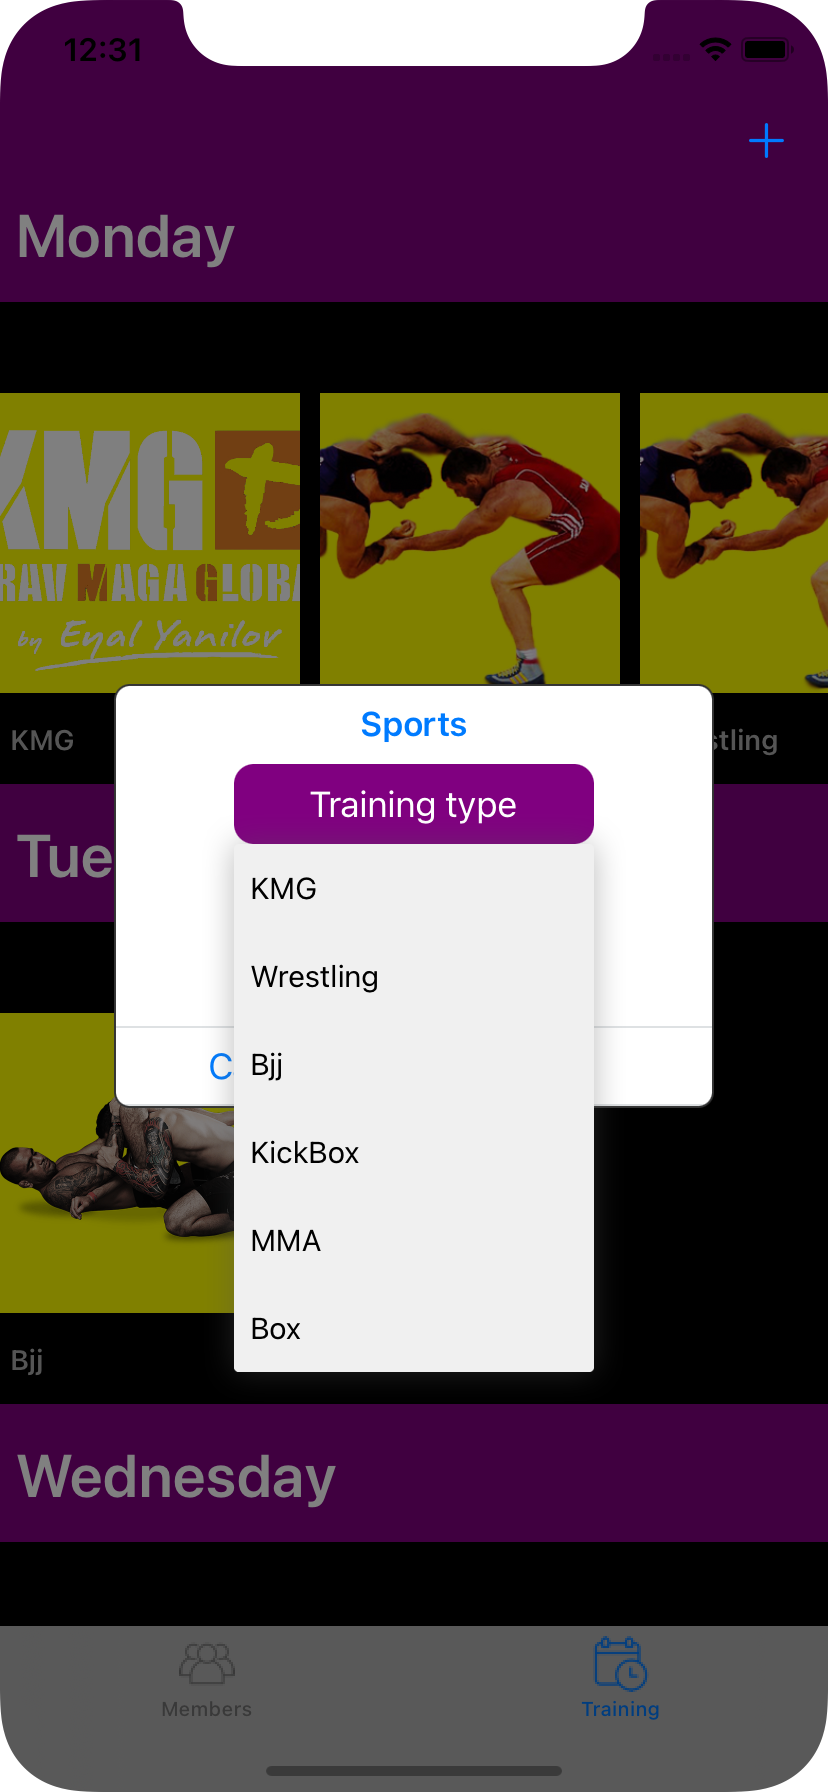 12:31
Monday
KMG
RAV MAGA GLOBA
by Eyal Yanilov
KMG
stling
Sports
Training type
KMG
Wrestling
Bjj
KickBox
MMA
Box
Tue
C
Bjj
Wednesday
Members
Training